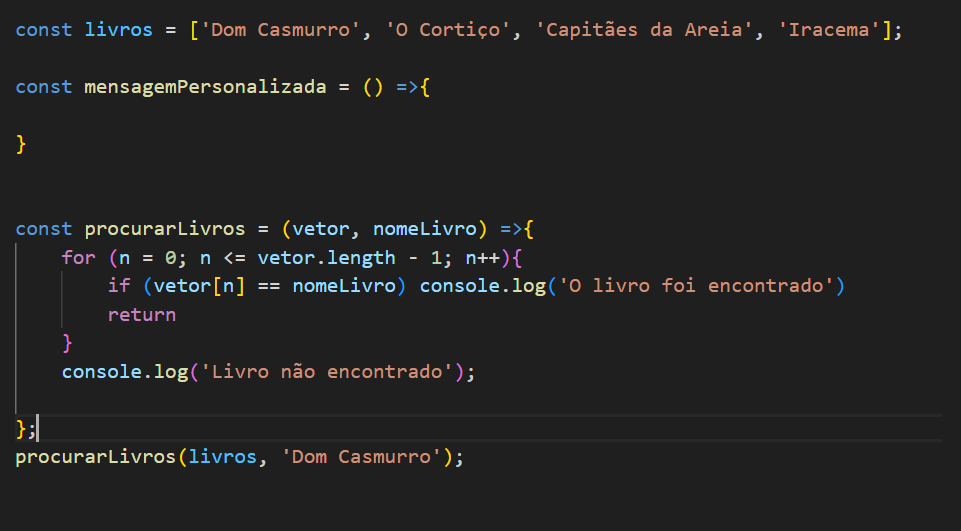 const livros = ['Dom Casmurro', 'O Cortiço', 'Capitães da Areia', 'Iracema'];
const mensagemPersonalizada = () =>{
}
const procurarLivros = (vetor, nomeLivro) =>{
for (n = 0; n <= vetor.length - 1; n++){
if (vetor[n] == nomeLivro) console.log('O livro foi encontrado')
return
}
console.log('Livro não encontrado');
};
procurarLivros(livros, 'Dom Casmurro');